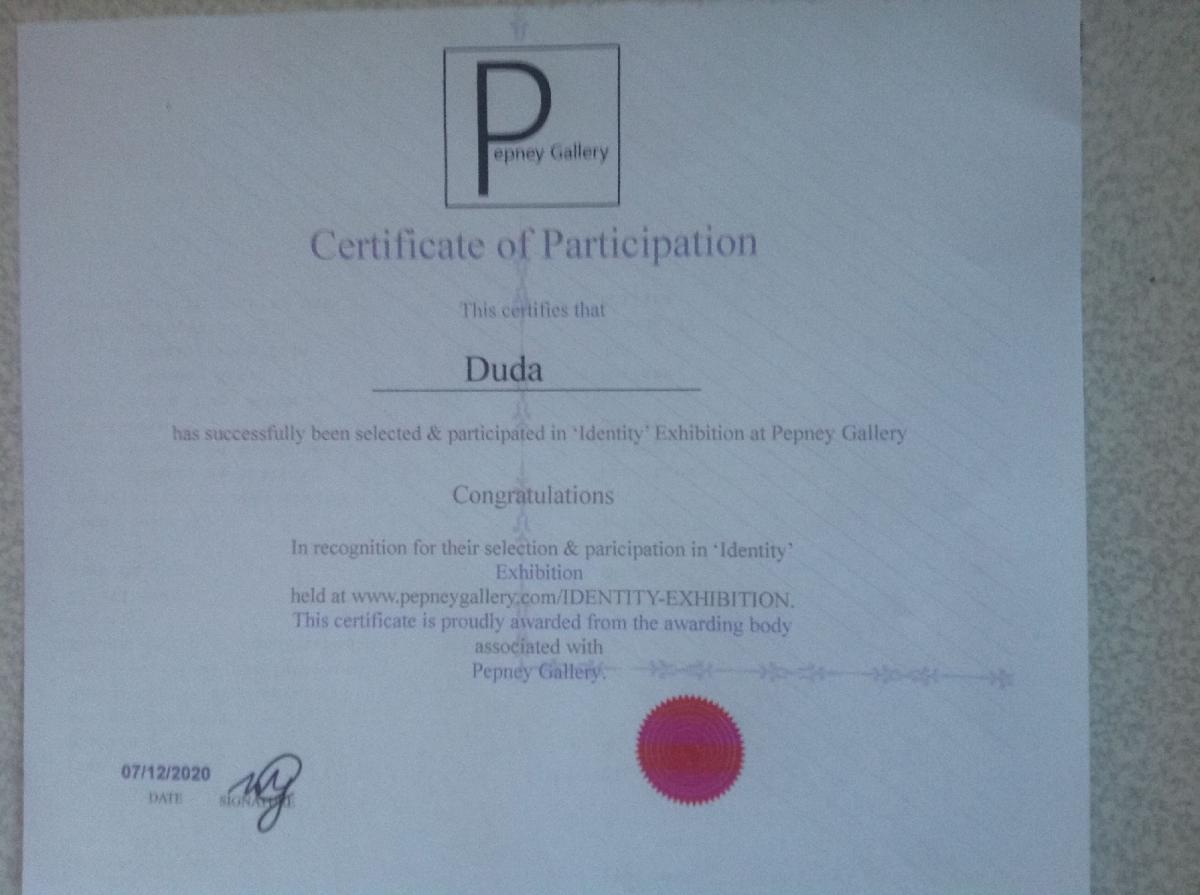 Pepney Gallery
Certificate of Participation
This certifies that
Duda
has successfully been selected & participated in ‘Identity’ Exhibition at Pepney Gallery
Congratulations
In recognition for their selection & paricipation in ‘Identity’
Exhibition
held at www.pepneygallery.com/IDENTITY-EXHIBITION.
This certificate is proudly awarded from the awarding body
associated with
Pepney Gallery.
07/12/2020
DATE SIGNATURE